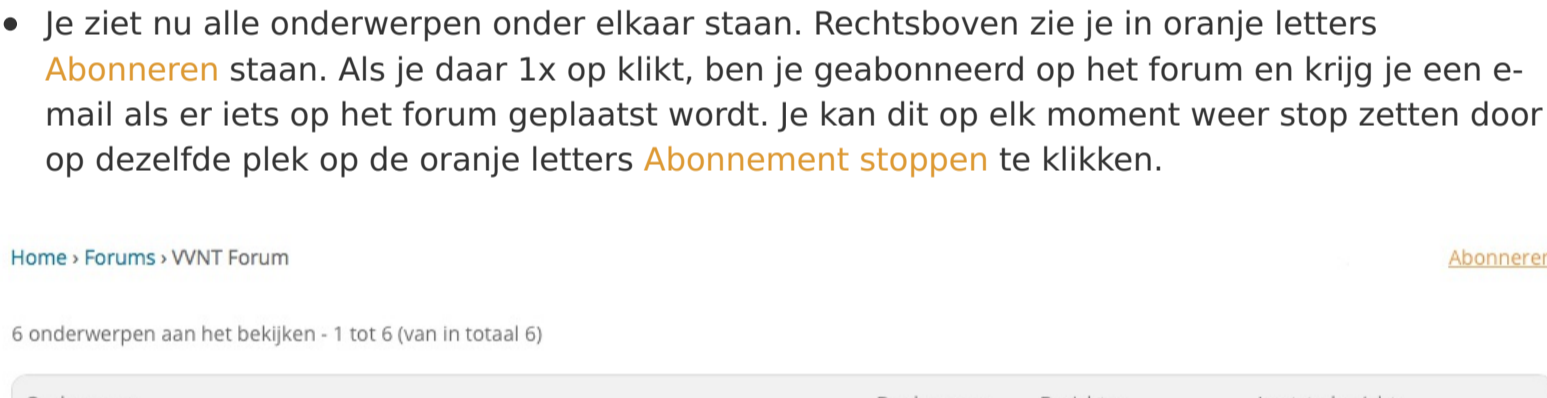 • Je ziet nu alle onderwerpen onder elkaar staan. Rechtsboven zie je in oranje letters
Abonneren staan. Als je daar 1x op klikt, ben je geabonneerd op het forum en krijg je een e-
mail als er iets op het forum geplaatst wordt. Je kan dit op elk moment weer stop zetten door
op dezelfde plek op de oranje letters Abonnement stoppen te klikken.
Home › Forums › VVNT Forum Abonneren
6 onderwerpen aan het bekijken - 1 tot 6 (van in totaal 6)